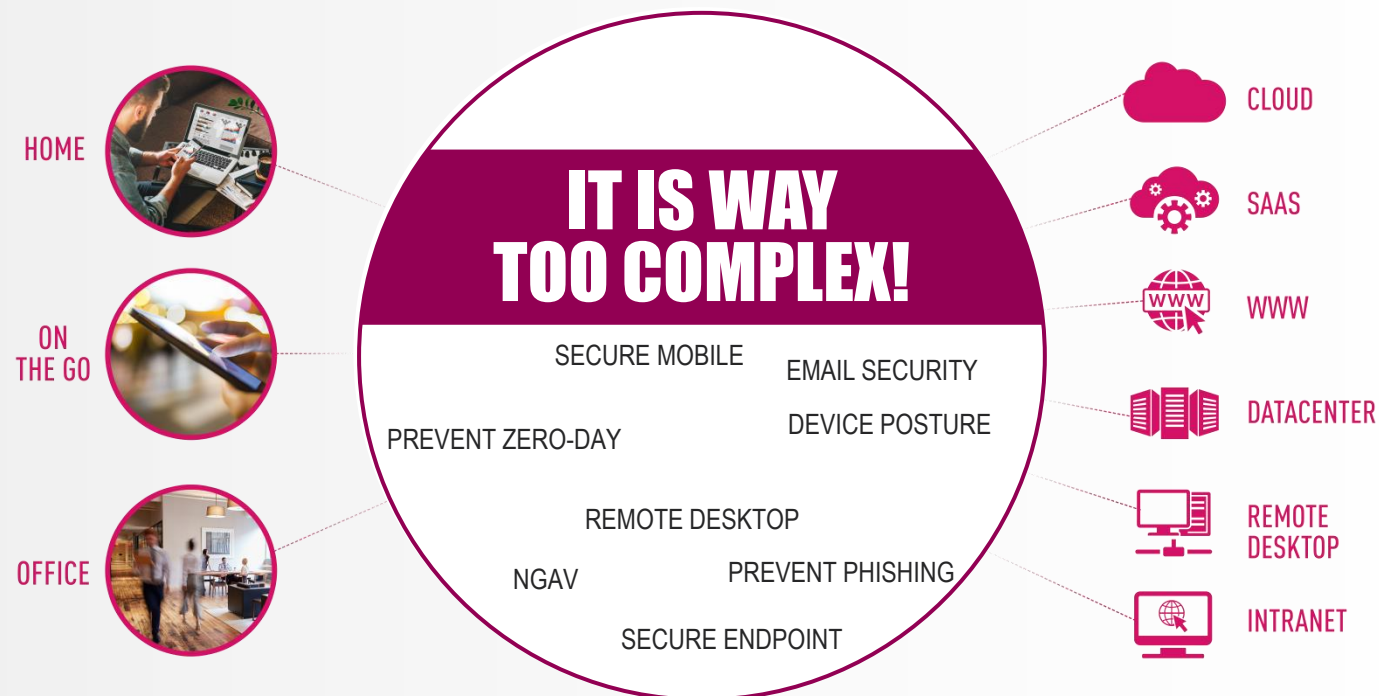 HOME
ON
THE GO
OFFICE
IT IS WAY
TOO COMPLEX!
SECURE MOBILE
EMAIL SECURITY
DEVICE POSTURE
PREVENT ZERO-DAY
REMOTE DESKTOP
PREVENT PHISHING
NGAV
SECURE ENDPOINT
CLOUD
SAAS
WWW
WWW
DATACENTER
REMOTE
DESKTOP
INTRANET